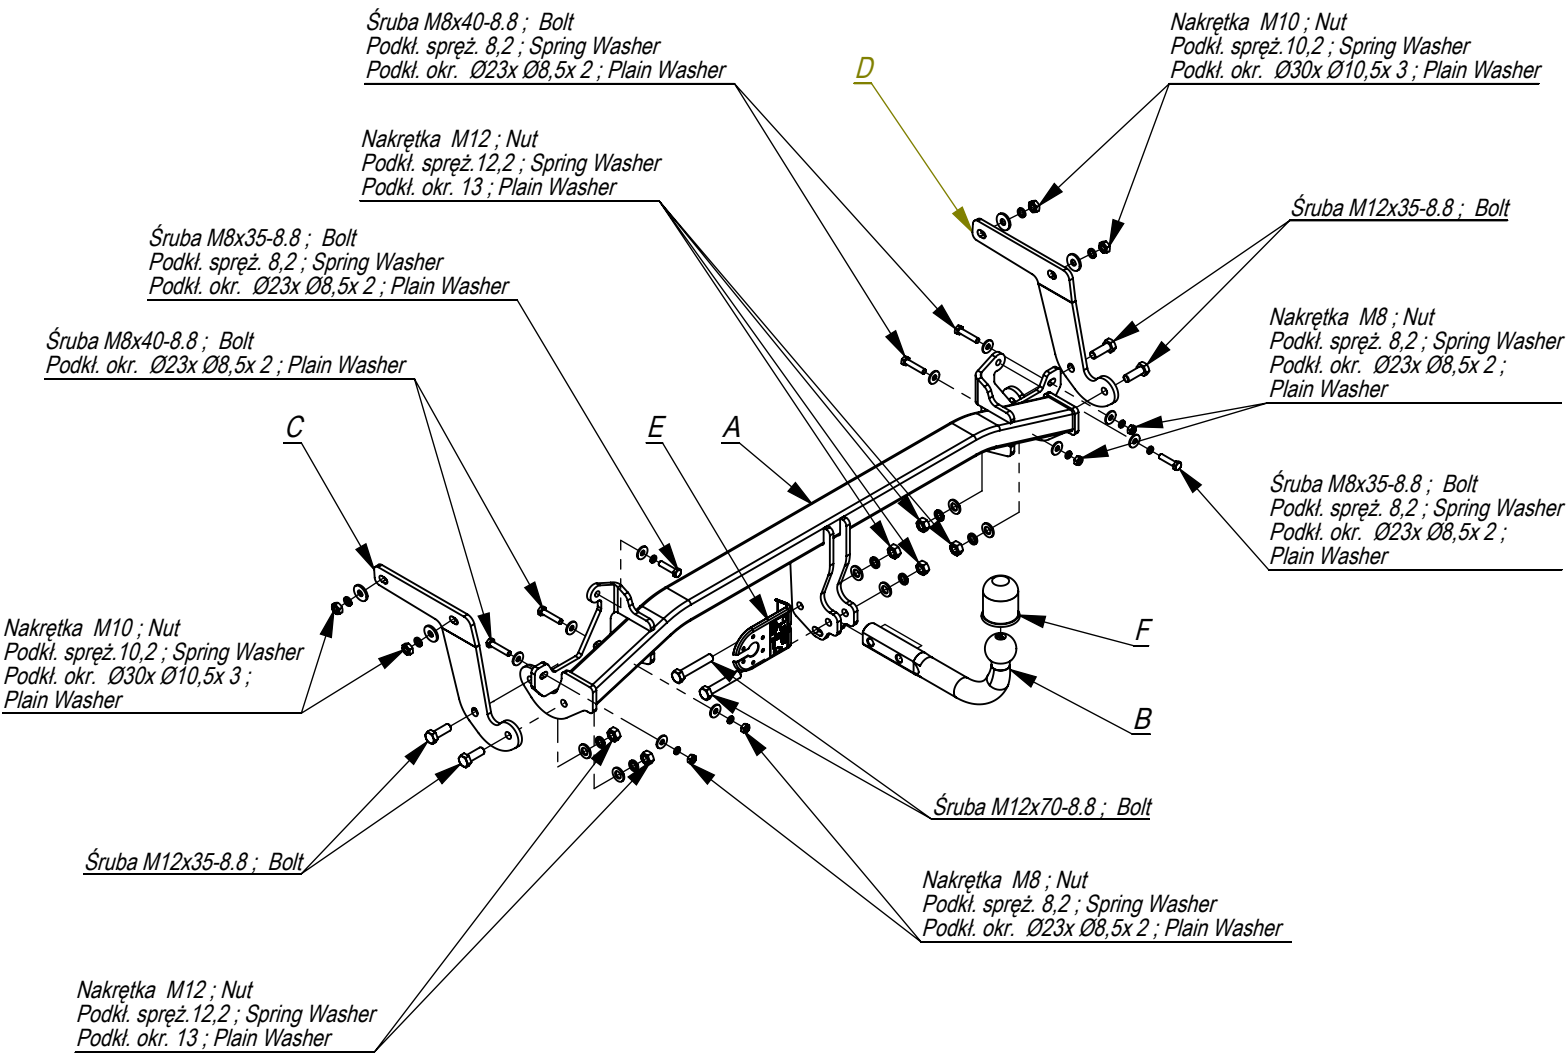 Śruba M8x40-8.8 ; Bolt
Podkł. spręż. 8,2 ; Spring Washer
Podkł. okr. Ø23x Ø8,5x 2 ; Plain Washer
Nakrętka M10 ; Nut
Podkł. spręż.10,2 ; Spring Washer
Podkł. okr. Ø30x Ø10,5x 3 ; Plain Washer
D
Nakrętka M12 ; Nut
Podkł. spręż.12,2 ; Spring Washer
Podkł. okr. 13 ; Plain Washer
Śruba M12x35-8.8 ; Bolt
Śruba M8x35-8.8 ; Bolt
Podkł. spręż. 8,2 ; Spring Washer
Podkł. okr. Ø23x Ø8,5x 2 ; Plain Washer
Nakrętka M8 ; Nut
Podkł. spręż. 8,2 ; Spring Washer
Podkł. okr. Ø23x Ø8,5x 2 ;
Plain Washer
Śruba M8x40-8.8 ; Bolt
Podkł. okr. Ø23x Ø8,5x 2 ; Plain Washer
C
E
A
Śruba M8x35-8.8 ; Bolt
Podkł. spręż. 8,2 ; Spring Washer
Podkł. okr. Ø23x Ø8,5x 2 ;
Plain Washer
Nakrętka M10 ; Nut
Podkł. spręż.10,2 ; Spring Washer
Podkł. okr. Ø30x Ø10,5x 3 ;
Plain Washer
F
B
Śruba M12x70-8.8 ; Bolt
Śruba M12x35-8.8 ; Bolt
Nakrętka M8 ; Nut
Podkł. spręż. 8,2 ; Spring Washer
Podkł. okr. Ø23x Ø8,5x 2 ; Plain Washer
Nakrętka M12 ; Nut
Podkł. spręż.12,2 ; Spring Washer
Podkł. okr. 13 ; Plain Washer